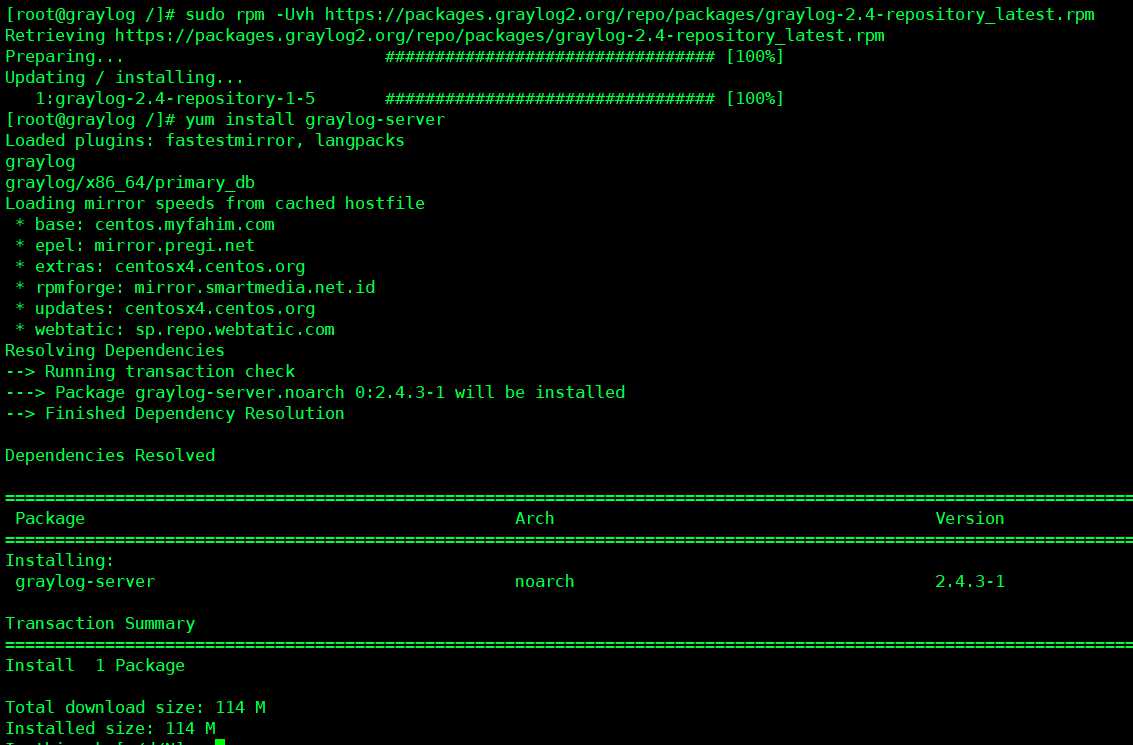 [root@graylog /]# sudo rpm -Uvh https://packages.graylog2.org/repo/packages/graylog-2.4-repository_latest.rpm
Retrieving https://packages.graylog2.org/repo/packages/graylog-2.4-repository_latest.rpm
Preparing... ################################# [100%]
Updating / installing...
1:graylog-2.4-repository-1-5 ################################# [100%]
[root@graylog /]# yum install graylog-server
Loaded plugins: fastestmirror, langpacks
graylog
graylog/x86_64/primary_db
Loading mirror speeds from cached hostfile
* base: centos.myfahim.com
* epel: mirror.pregi.net
* extras: centosx4.centos.org
* rpmforge: mirror.smartmedia.net.id
* updates: centosx4.centos.org
* webtatic: sp.repo.webtatic.com
Resolving Dependencies
--> Running transaction check
---> Package graylog-server.noarch 0:2.4.3-1 will be installed
--> Finished Dependency Resolution
Dependencies Resolved
================================================================================================================
Package Arch Version
================================================================================================================
Installing:
graylog-server noarch 2.4.3-1
Transaction Summary
================================================================================================================
Install 1 Package
Total download size: 114 M
Installed size: 114 M